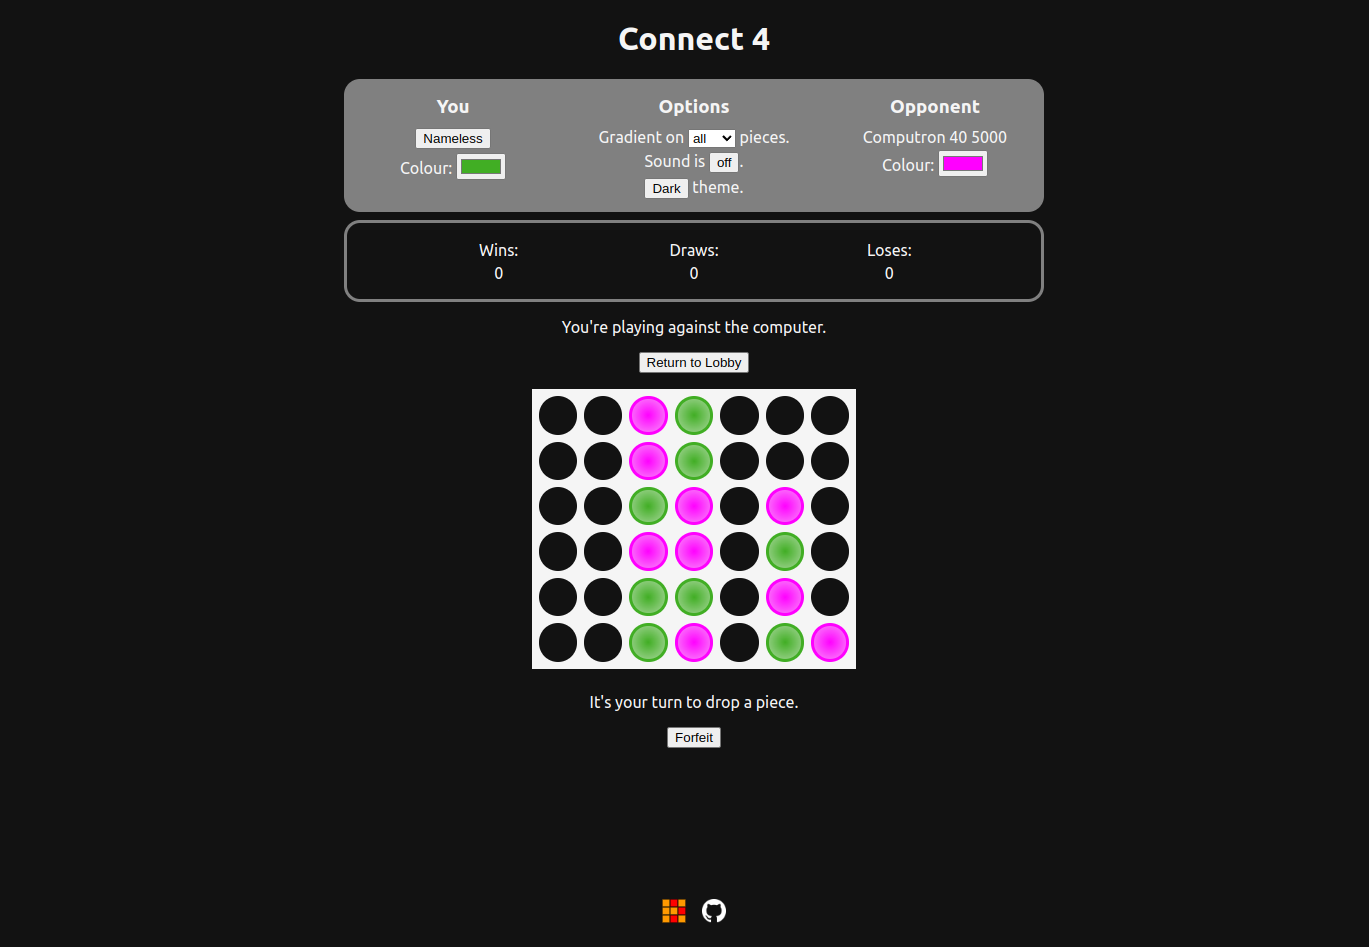 Connect 4
You
Options
Opponent
Nameless
Gradient on all pieces.
Computron 40 5000
Colour:
Sound is off.
Colour:
Dark theme.
Wins:
Draws:
Loses:
0
0
0
You're playing against the computer.
Return to Lobby
It's your turn to drop a piece.
Forfeit